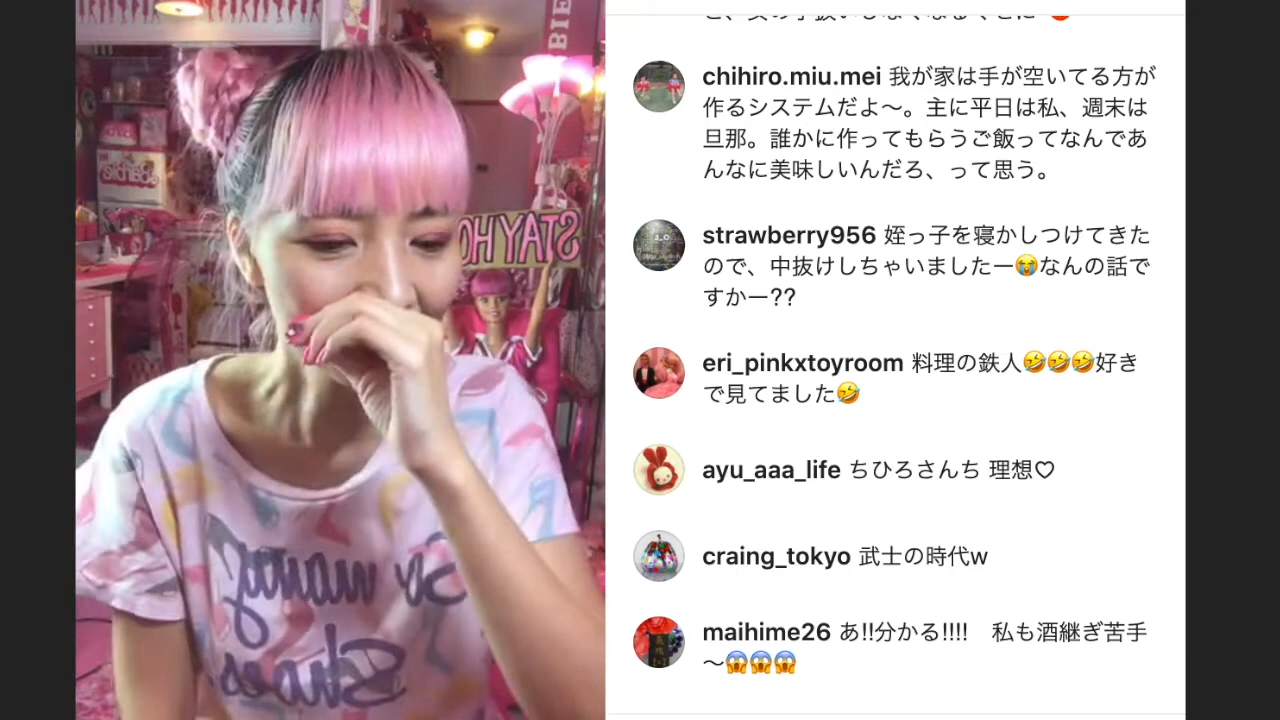 BIE
STAY HO
So many
Shoes
chihiro.miu.mei 我が家は手が空いてる方が
作るシステムだよ〜。主に平日は私、週末は
旦那。誰かに作ってもらうご飯ってなんであ
んなに美味しいんだろ、って思う。
strawberry956 姪っ子を寝かしつけてきた
ので、中抜けしちゃいましたー😭なんの話で
すかー??
eri_pinkxtoyroom 料理の鉄人🤣🤣🤣好き
で見てました🤣
ayu_aaa_life ちひろさんち 理想♡
craing_tokyo 武士の時代w
maihime26 あ!!分かる!!!!　私も酒継ぎ苦手
〜😱😱😱